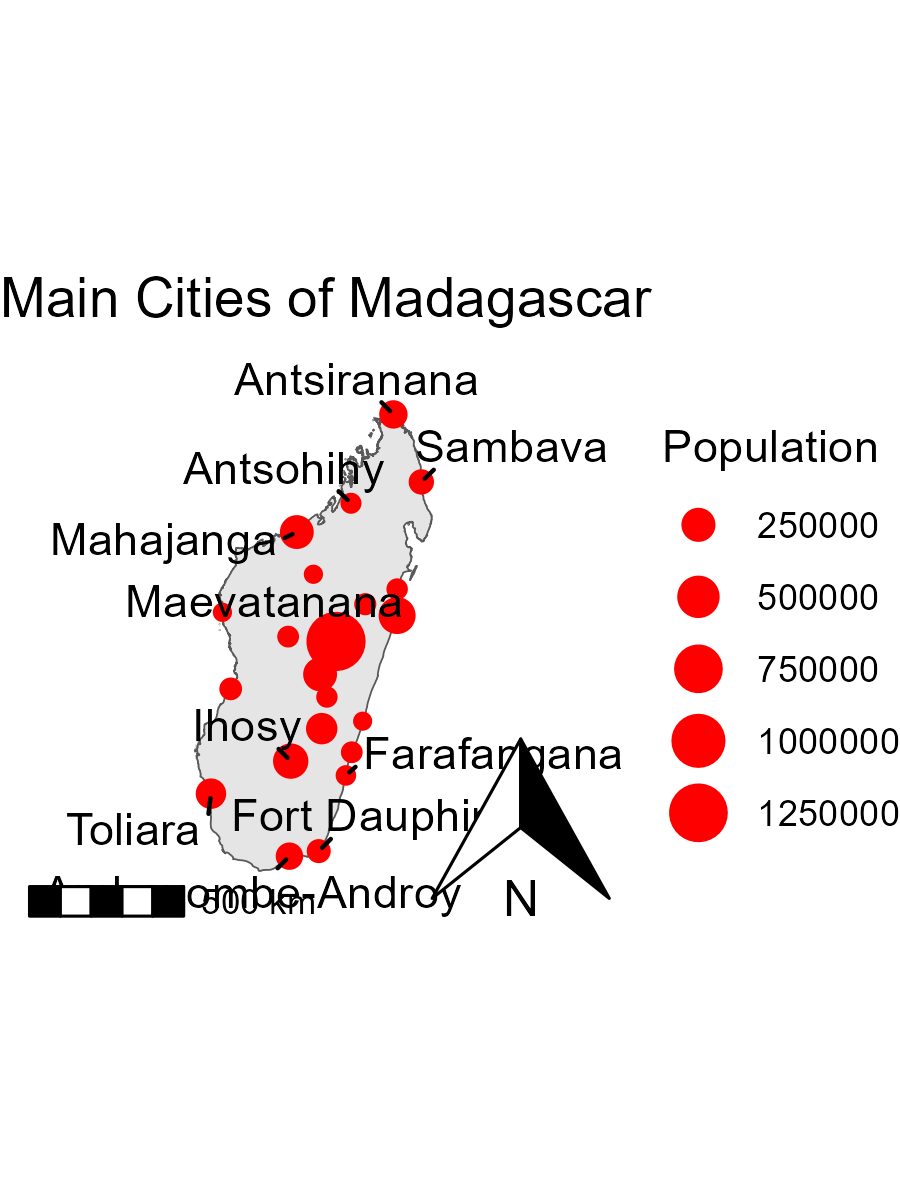 Main Cities of Madagascar
Antsiranana
Sambava
Antsohihy
Mahajanga
Maevatanana
Ihosy
Farafangana
Fort Dauphin
Toliara
ombe-Androy
500 km
N
Population
250000
500000
750000
1000000
1250000